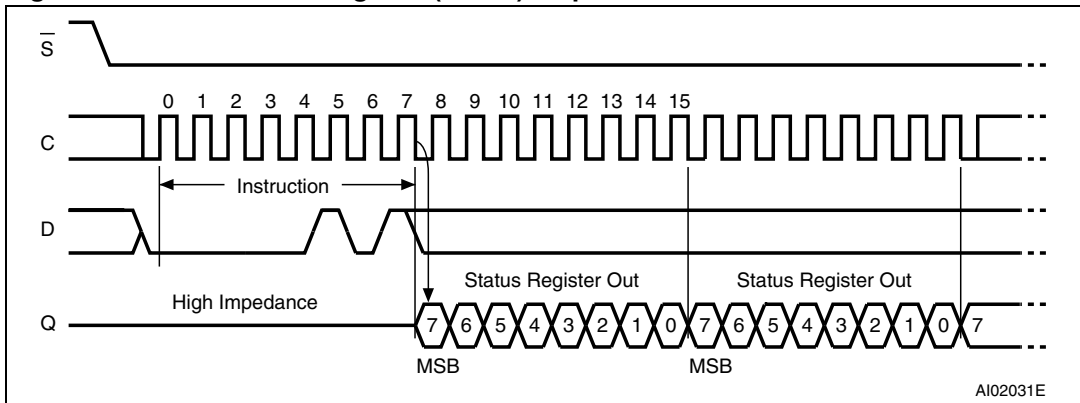 S
0 1 2 3 4 5 6 7 8 9 10 11 12 13 14 15
C
Instruction
D
Status Register Out Status Register Out
High Impedance
Q 7 6 5 4 3 2 1 0 7 6 5 4 3 2 1 0 7
MSB MSB
AI02031E